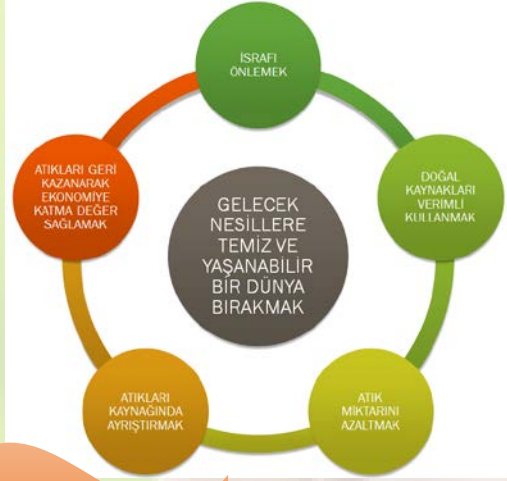 İSRAFI
ÖNLEMEK
DOĞAL
KAYNAKLARI
VERİMLİ
KULLANMAK
ATIK
MİKTARINI
AZALTMAK
ATIKLARI
KAYNAĞINDA
AYRIŞTIRMAK
ATIKLARI GERİ
KAZANARAK
EKONOMİYE
KATMA DEĞER
SAĞLAMAK
GELECEK
NESİLLERE
TEMİZ VE
YAŞANABİLİR
BİR DÜNYA
BIRAKMAK